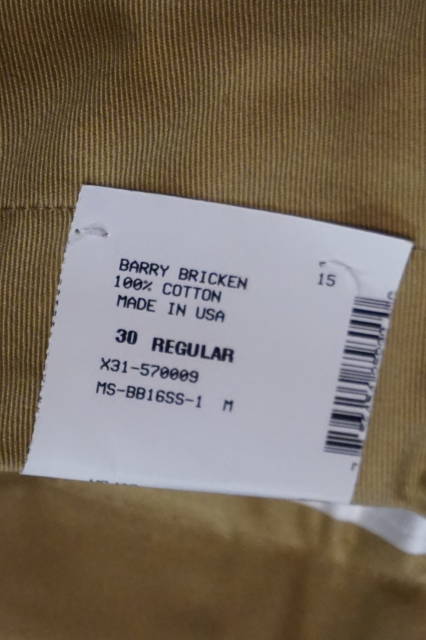 BARRY BRICKEN
15
100% COTTON
MADE IN USA
30 REGULAR
X31-570009
MS-BB16SS-1 M